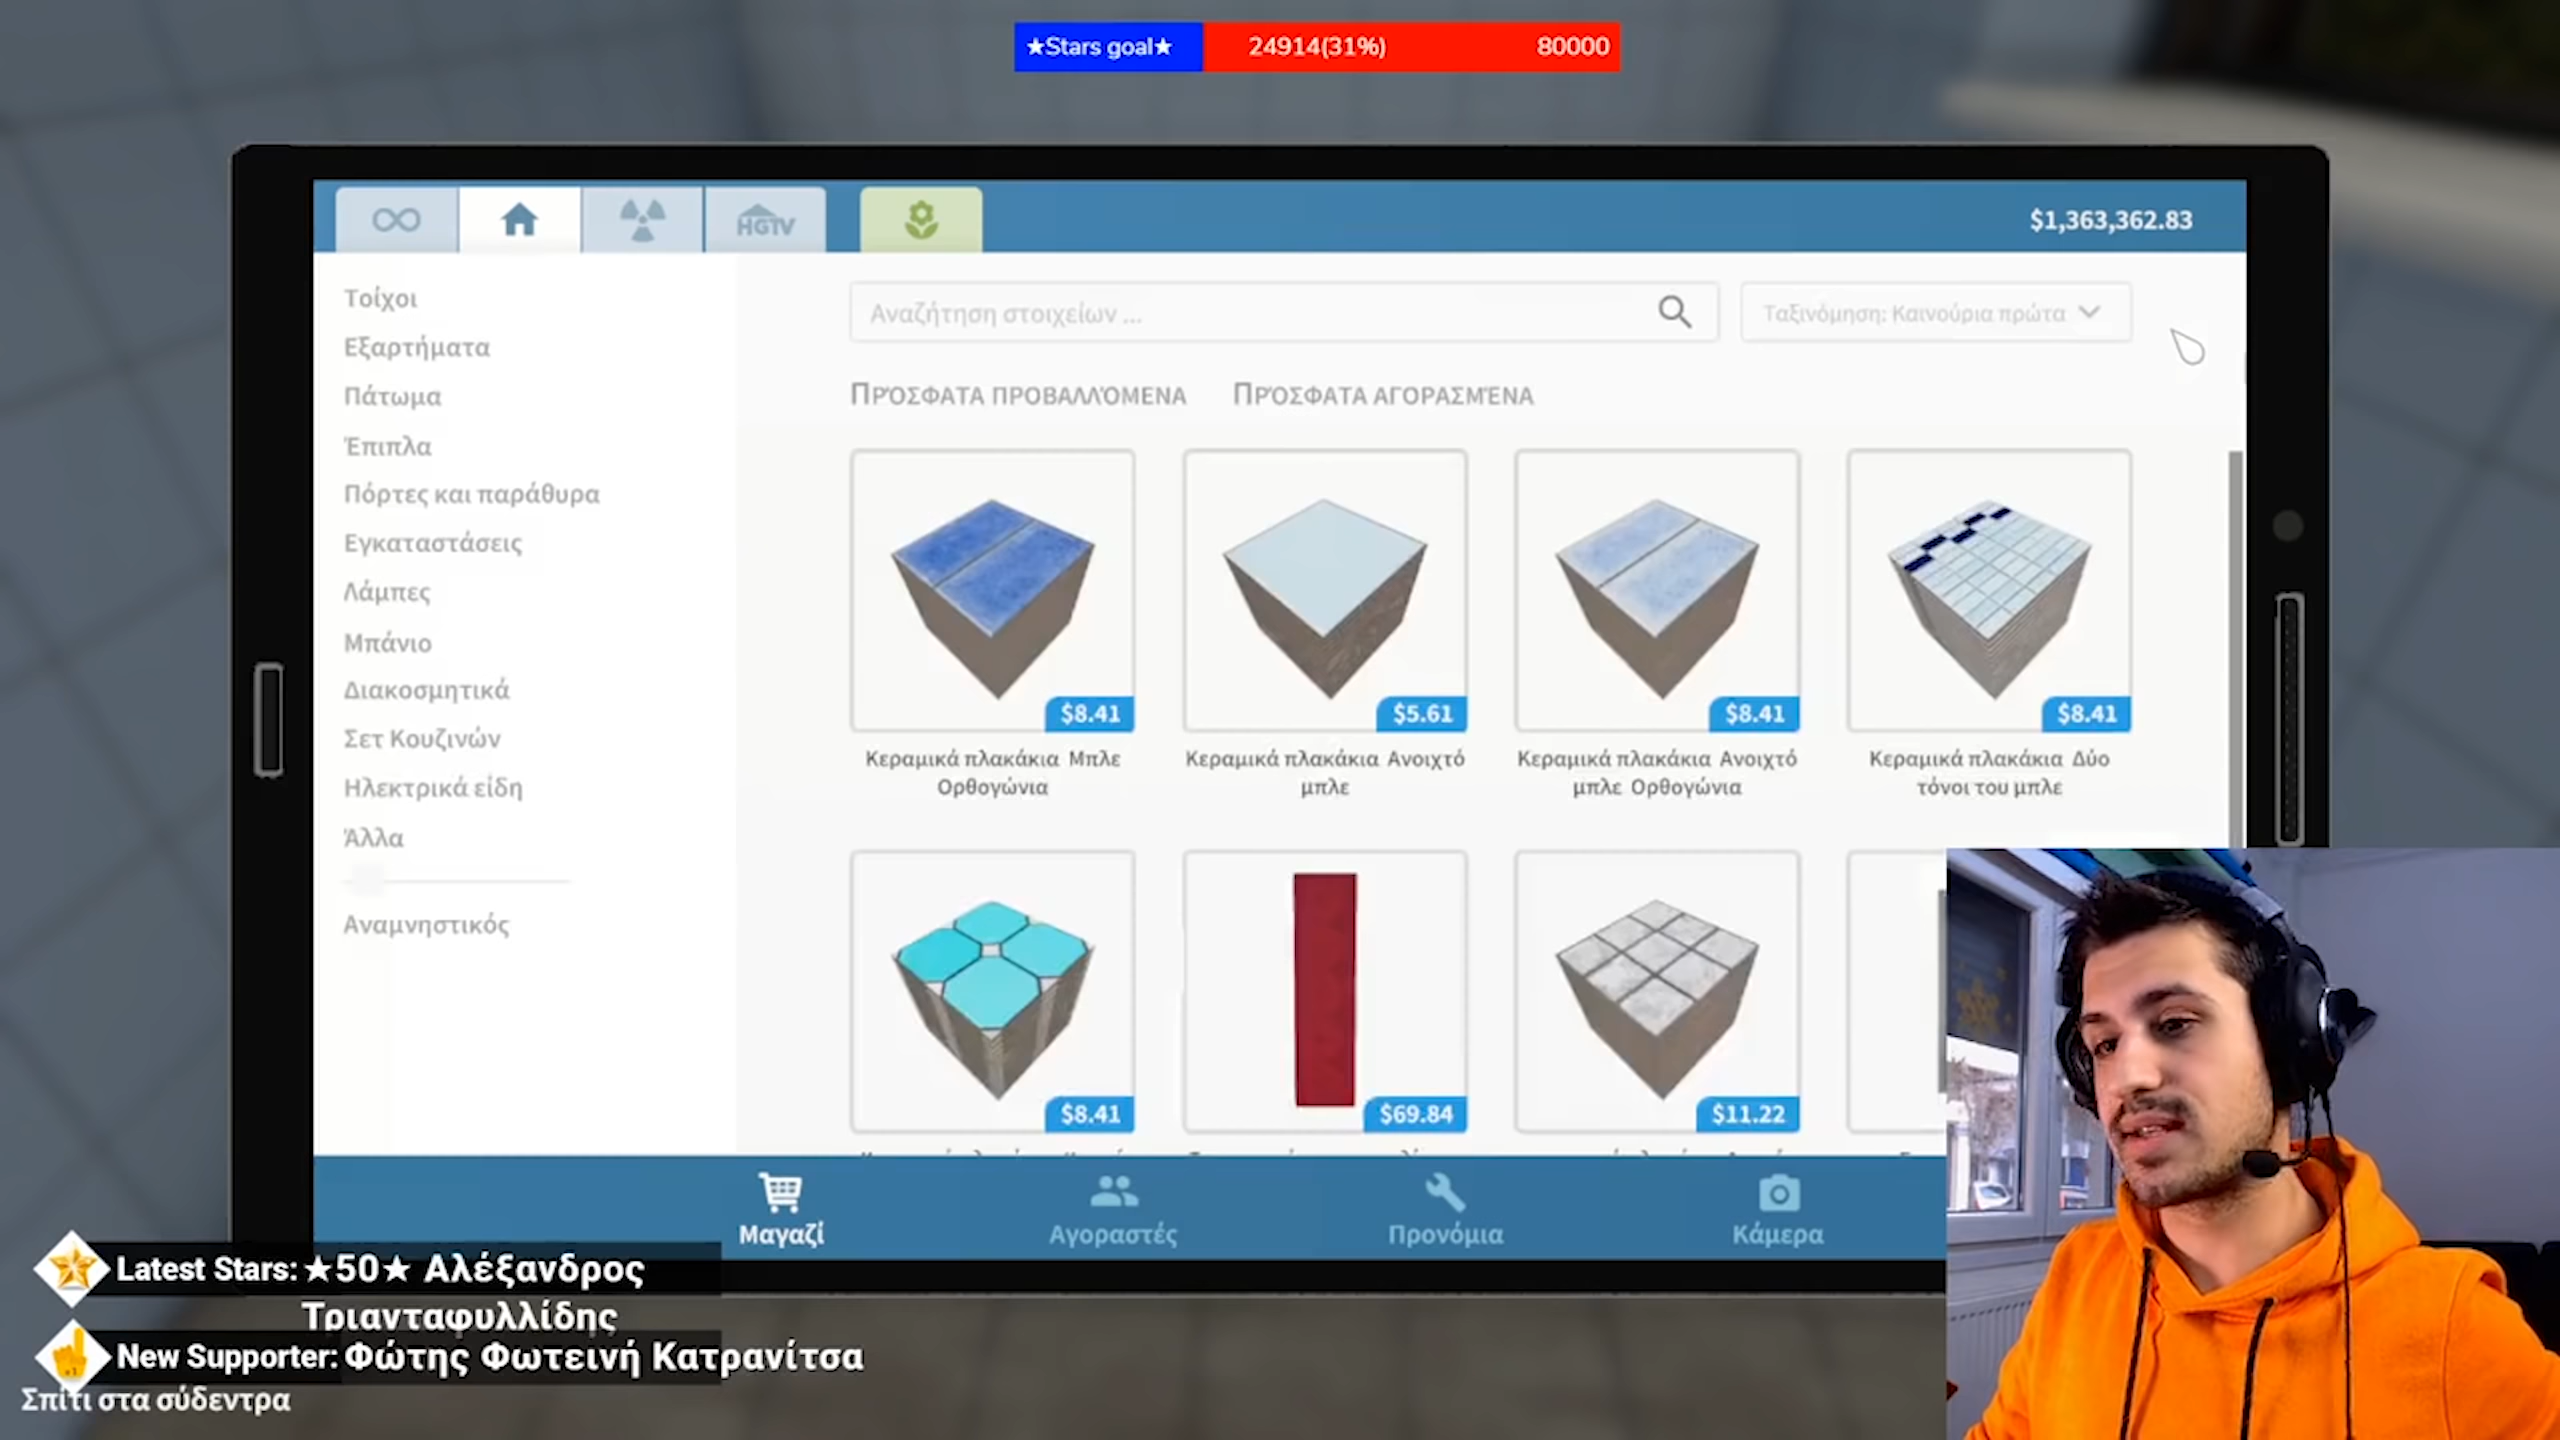 ★Stars goal★ 24914(31%) 80000
HGTV
$1,363,362.83
Τοίχοι
Εξαρτήματα
Πάτωμα
Έπιπλα
Πόρτες και παράθυρα
Εγκαταστάσεις
Λάμπες
Μπάνιο
Διακοσμητικά
Σετ Κουζινών
Ηλεκτρικά είδη
Άλλα
Αναμνηστικός
Αναζήτηση στοιχείων ...
Ταξινόμηση: Καινούρια πρώτα
ΠΡΌΣΦΑΤΑ ΠΡΟΒΑΛΛΌΜΕΝΑ ΠΡΌΣΦΑΤΑ ΑΓΟΡΑΣΜΈΝΑ
$8.41 $5.61 $8.41 $8.41
Κεραμικά πλακάκια Μπλε
Ορθογώνια
Κεραμικά πλακάκια Ανοιχτό
μπλε
Κεραμικά πλακάκια Ανοιχτό
μπλε Ορθογώνια
Κεραμικά πλακάκια Δύο
τόνοι του μπλε
$8.41 $69.84 $11.22
Μαγαζί Αγοραστές Προνόμια Κάμερα
Latest Stars: ★50★ Αλέξανδρος
Τριανταφυλλίδης
New Supporter: Φώτης Φωτεινή Κατρανίτσα
Σπίτι στα σύδεντρα